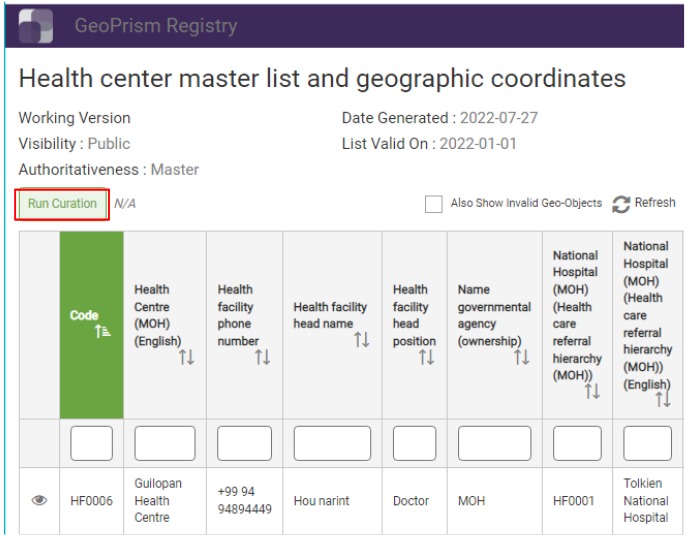 GeoPrism Registry
Health center master list and geographic coordinates
Working Version
Date Generated : 2022-07-27
Visibility : Public
List Valid On : 2022-01-01
Authoritativeness : Master
Run Curation
N/A
Also Show Invalid Geo-Objects
Refresh
Code
Health
Centre
(MOH)
(English)
Health
facility
phone
number
Health facility
head name
Health
facility
head
position
Name
governmental
agency
(ownership)
National
Hospital
(MOH)
(Health
care
referral
hierarchy
(MOH))
National
Hospital
(MOH)
(Health
care
referral
hierarchy
(MOH))
(English)
HF0006
Guilopan
Health
Centre
+99 94
94894449
Hou narint
Doctor
MOH
HF0001
Tolkien
National
Hospital